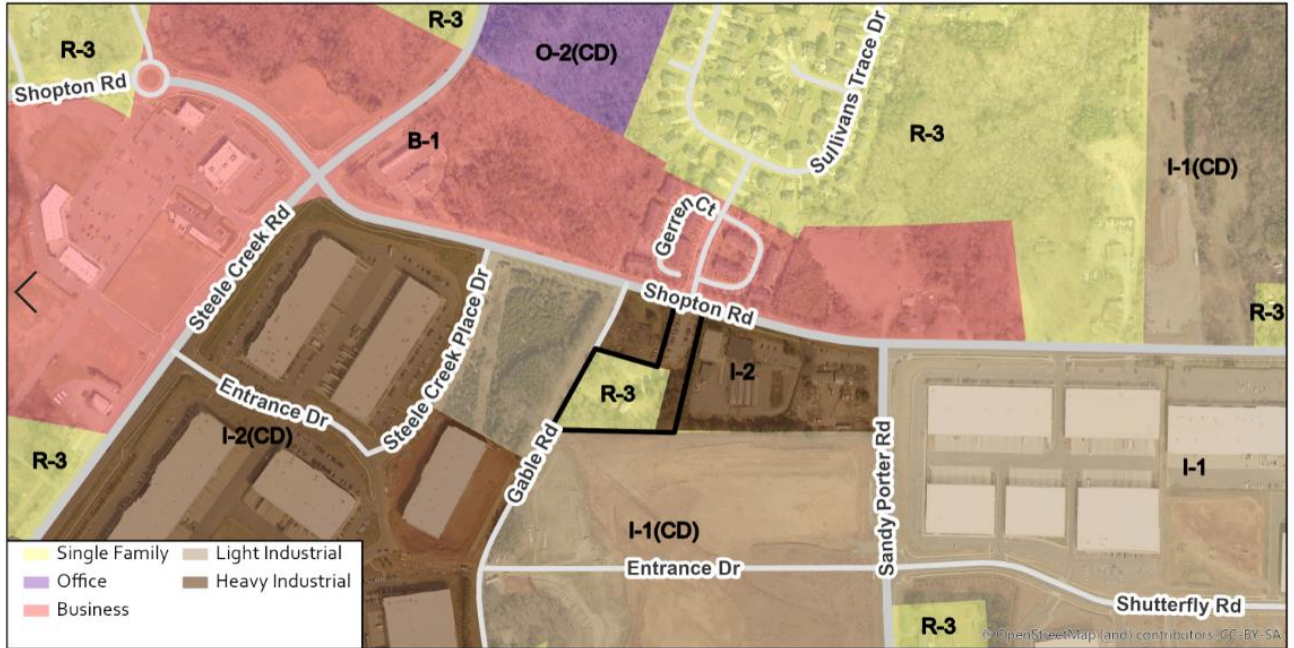 R-3
R-3
O-2(CD)
Shopton Rd
Sullivans Trace Dr
B-1
R-3
I-1(CD)
Gerren Ct
Steele Creek Rd
Steele Creek Place Dr
Shopton Rd
R-3
I-2
R-3
Entrance Dr
I-2(CD)
R-3
Gable Rd
Sandy Porter Rd
I-1
I-1(CD)
Entrance Dr
Shutterfly Rd
R-3
Single Family
Light Industrial
Office
Heavy Industrial
Business
© OpenStreetMap (and) contributors, CC-BY-SA